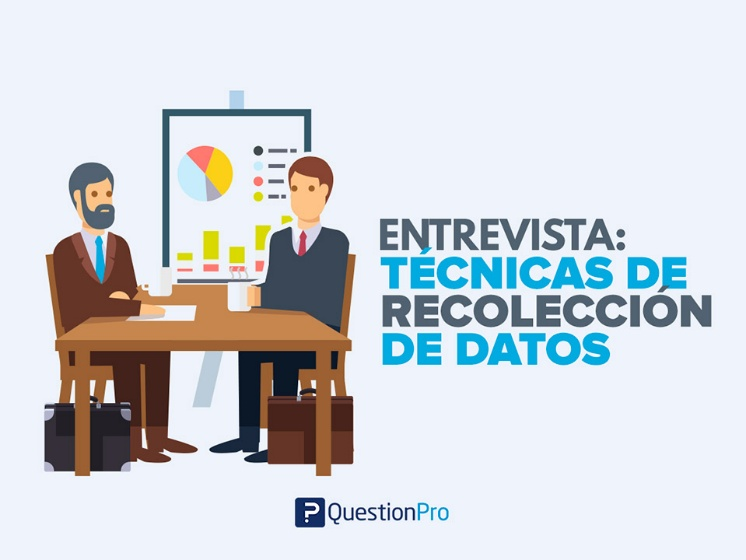 ENTREVISTA:
TÉCNICAS DE
RECOLECCIÓN
DE DATOS
QuestionPro